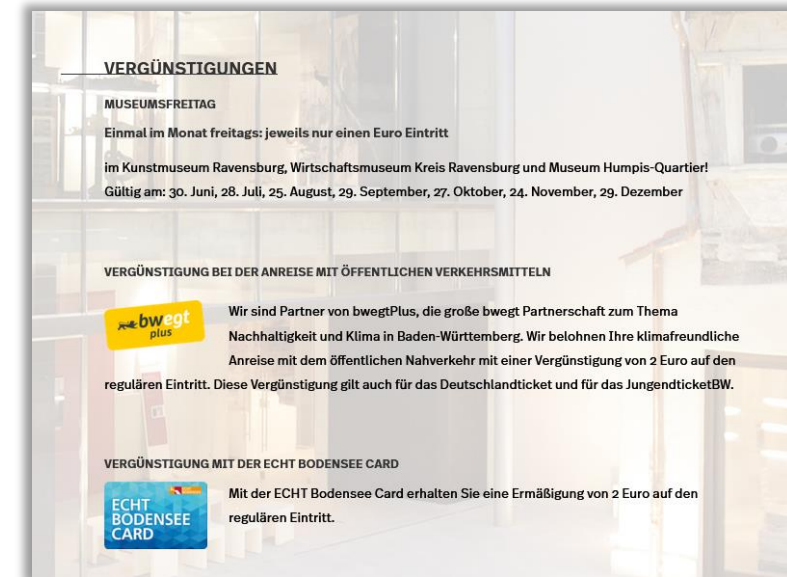 VERGÜNSTIGUNGEN
MUSEUMSFREITAG
Einmal im Monat freitags: jeweils nur einen Euro Eintritt
im Kunstmuseum Ravensburg, Wirtschaftsmuseum Kreis Ravensburg und Museum Humpis-Quartier!
Gültig am: 30. Juni, 28. Juli, 25. August, 29. September, 27. Oktober, 24. November, 29. Dezember
VERGÜNSTIGUNG BEI DER ANREISE MIT ÖFFENTLICHEN VERKEHRSMITTELN
bwegt
plus
Wir sind Partner von bwegtPlus, die große bwegt Partnerschaft zum Thema
Nachhaltigkeit und Klima in Baden-Württemberg. Wir belohnen Ihre klimafreundliche
Anreise mit dem öffentlichen Nahverkehr mit einer Vergünstigung von 2 Euro auf den
regulären Eintritt. Diese Vergünstigung gilt auch für das Deutschlandticket und für das JungendticketBW.
VERGÜNSTIGUNG MIT DER ECHT BODENSEE CARD
ECHT
BODENSEE
CARD
Mit der ECHT Bodensee Card erhalten Sie eine Ermäßigung von 2 Euro auf den
regulären Eintritt.